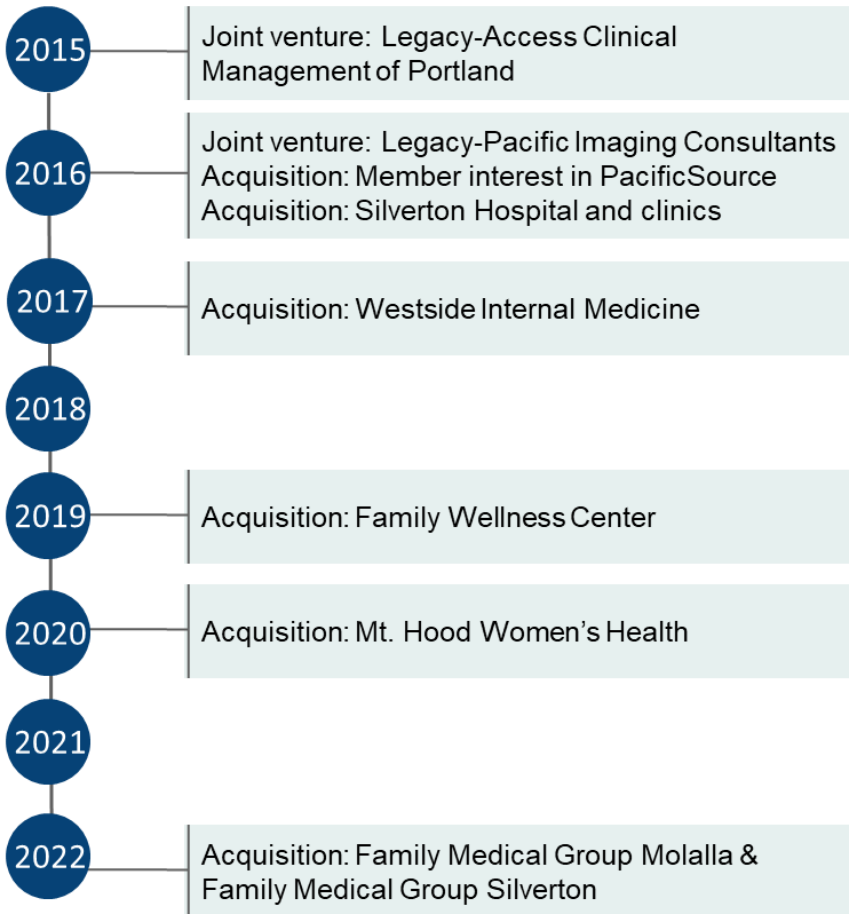 2015
Joint venture: Legacy-Access Clinical
Management of Portland
2016
Joint venture: Legacy-Pacific Imaging Consultants
Acquisition: Member interest in PacificSource
Acquisition: Silverton Hospital and clinics
2017
Acquisition: Westside Internal Medicine
2018
2019
Acquisition: Family Wellness Center
2020
Acquisition: Mt. Hood Women’s Health
2021
2022
Acquisition: Family Medical Group Molalla &
Family Medical Group Silverton